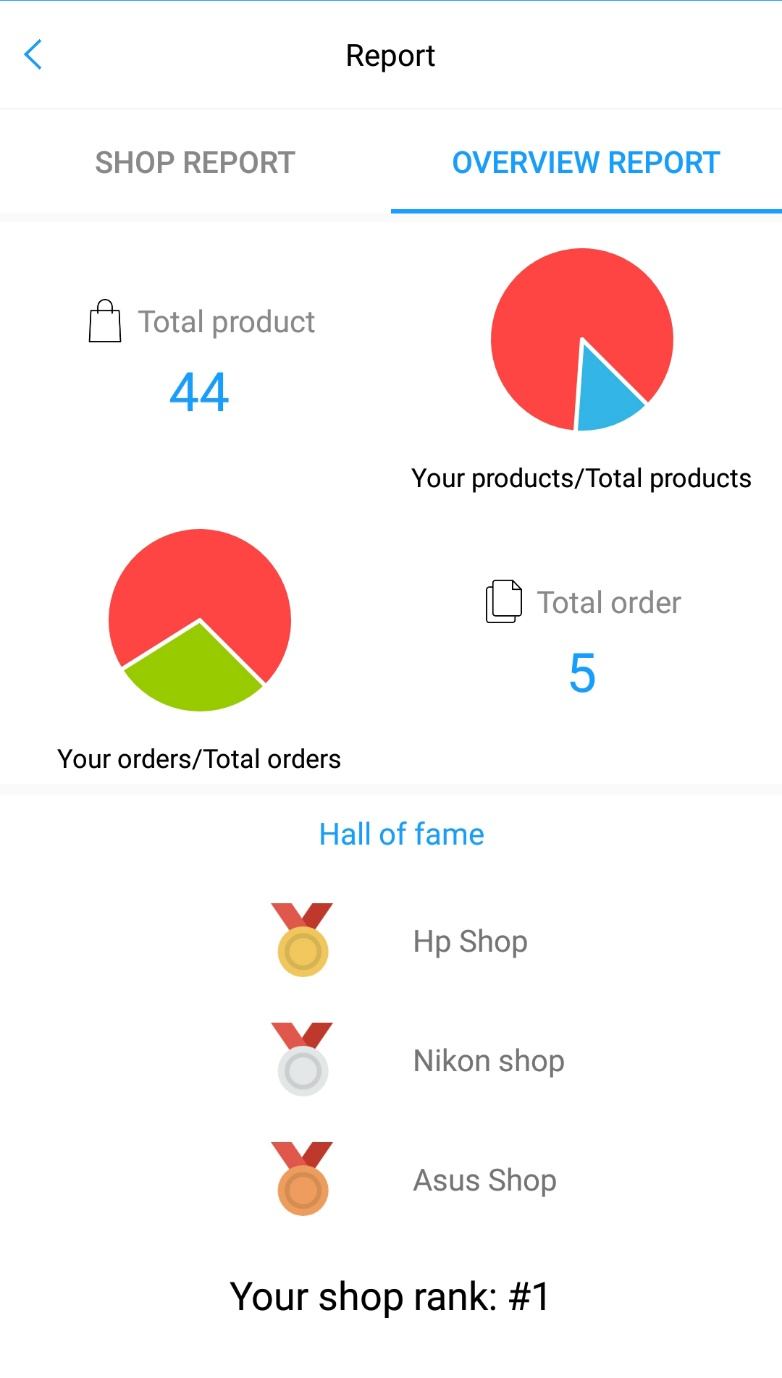 Report
SHOP REPORT
OVERVIEW REPORT
Total product
44
Your products/Total products
Your orders/Total orders
Total order
5
Hall of fame
Hp Shop
Nikon shop
Asus Shop
Your shop rank: #1